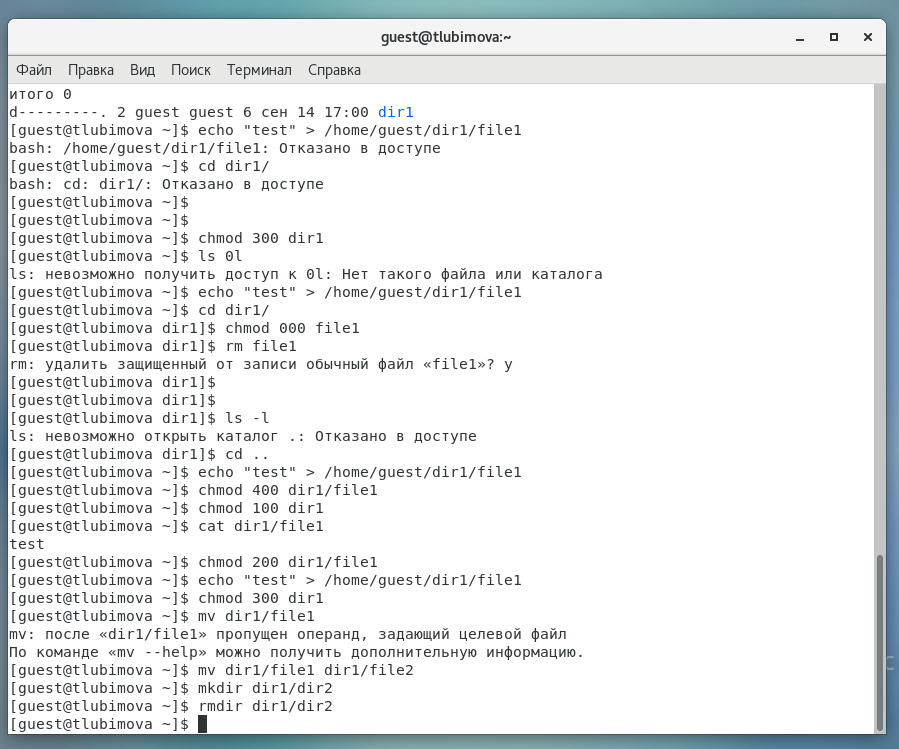 guest@tlubimova:~
Файл Правка Вид Поиск Терминал Справка
итого 0
d---------. 2 guest guest 6 сен 14 17:00 dir1
[guest@tlubimova ~]$ echo "test" > /home/guest/dir1/file1
bash: /home/guest/dir1/file1: Отказано в доступе
[guest@tlubimova ~]$ cd dir1/
bash: cd: dir1/: Отказано в доступе
[guest@tlubimova ~]$
[guest@tlubimova ~]$
[guest@tlubimova ~]$ chmod 300 dir1
[guest@tlubimova ~]$ ls 0l
ls: невозможно получить доступ к 0l: Нет такого файла или каталога
[guest@tlubimova ~]$ echo "test" > /home/guest/dir1/file1
[guest@tlubimova ~]$ cd dir1/
[guest@tlubimova dir1]$ chmod 000 file1
[guest@tlubimova dir1]$ rm file1
rm: удалить защищенный от записи обычный файл «file1»? y
[guest@tlubimova dir1]$
[guest@tlubimova dir1]$
[guest@tlubimova dir1]$ ls -l
ls: невозможно открыть каталог .: Отказано в доступе
[guest@tlubimova dir1]$ cd ..
[guest@tlubimova ~]$ echo "test" > /home/guest/dir1/file1
[guest@tlubimova ~]$ chmod 400 dir1/file1
[guest@tlubimova ~]$ chmod 100 dir1
[guest@tlubimova ~]$ cat dir1/file1
test
[guest@tlubimova ~]$ chmod 200 dir1/file1
[guest@tlubimova ~]$ echo "test" > /home/guest/dir1/file1
[guest@tlubimova ~]$ chmod 300 dir1
[guest@tlubimova ~]$ mv dir1/file1
mv: после «dir1/file1» пропущен операнд, задающий целевой файл
По команде «mv --help» можно получить дополнительную информацию.
[guest@tlubimova ~]$ mv dir1/file1 dir1/file2
[guest@tlubimova ~]$ mkdir dir1/dir2
[guest@tlubimova ~]$ rmdir dir1/dir2
[guest@tlubimova ~]$